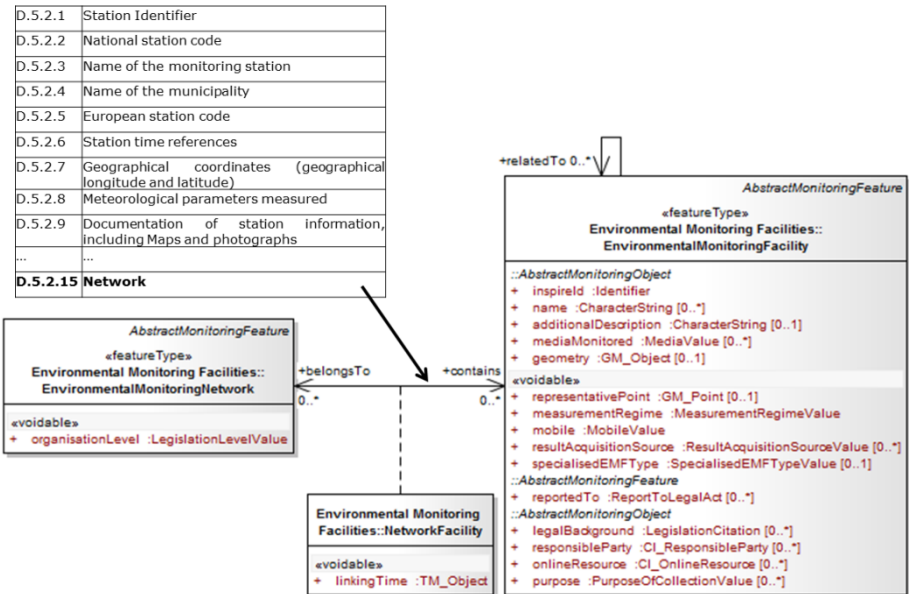 D.5.2.1 Station Identifier
D.5.2.2 National station code
D.5.2.3 Name of the monitoring station
D.5.2.4 Name of the municipality
D.5.2.5 European station code
D.5.2.6 Station time references
D.5.2.7 Geographical coordinates (geographical
longitude and latitude)
D.5.2.8 Meteorological parameters measured
D.5.2.9 Documentation of station information,
including Maps and photographs
... ...
D.5.2.15 Network
AbstractMonitoringFeature
«featureType»
Environmental Monitoring Facilities::
EnvironmentalMonitoringNetwork
«voidable»
+ organisationLevel :LegislationLevelValue
+belongsTo
0..*
+contains
0..*
Environmental Monitoring
Facilities::NetworkFacility
«voidable»
+ linkingTime :TM_Object
+relatedTo 0..*
AbstractMonitoringFeature
«featureType»
Environmental Monitoring Facilities::
EnvironmentalMonitoringFacility
::AbstractMonitoringObject
+ inspireId :Identifier
+ name :CharacterString [0..*]
+ additionalDescription :CharacterString [0..1]
+ mediaMonitored :MediaValue [0..*]
+ geometry :GM_Object [0..1]
«voidable»
+ representativePoint :GM_Point [0..1]
+ measurementRegime :MeasurementRegimeValue
+ mobile :MobileValue
+ resultAcquisitionSource :ResultAcquisitionSourceValue [0..*]
+ specialisedEMFType :SpecialisedEMFTypeValue [0..1]
::AbstractMonitoringFeature
+ reportedTo :ReportToLegalAct [0..*]
::AbstractMonitoringObject
+ legalBackground :LegislationCitation [0..*]
+ responsibleParty :CI_ResponsibleParty [0..*]
+ onlineResource :CI_OnlineResource [0..*]
+ purpose :PurposeOfCollectionValue [0..*]